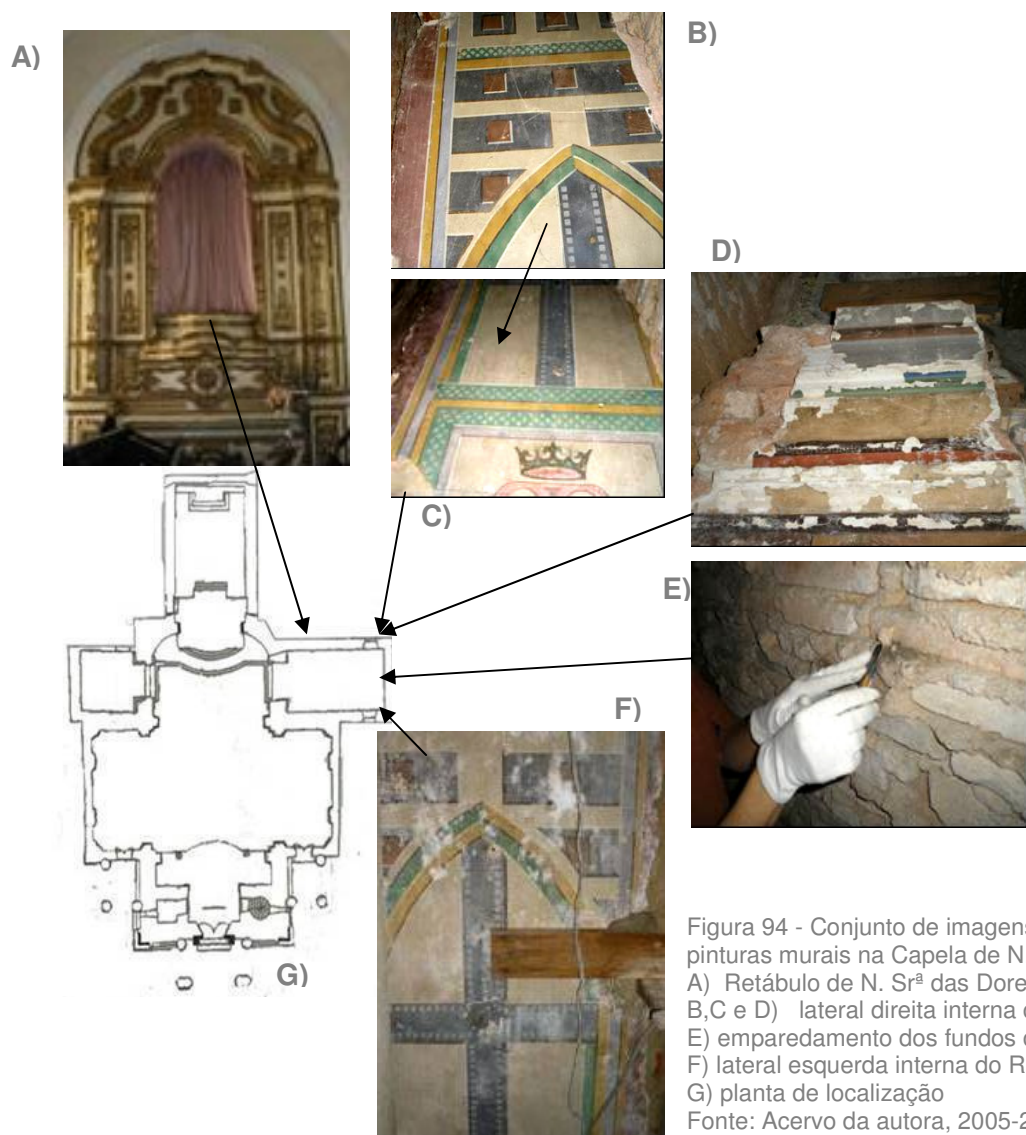 A)
B)
D)
C)
E)
F)
G)
Figura 94 - Conjunto de imagens
pinturas murais na Capela de N.
A) Retábulo de N. Srª das Dore
B,C e D) lateral direita interna
E) emparedamento dos fundos
F) lateral esquerda interna do R
G) planta de localização
Fonte: Acervo da autora, 2005-2